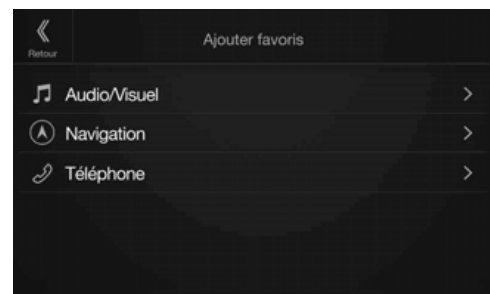 Retour
Ajouter favoris
Audio/Visuel
Navigation
Téléphone